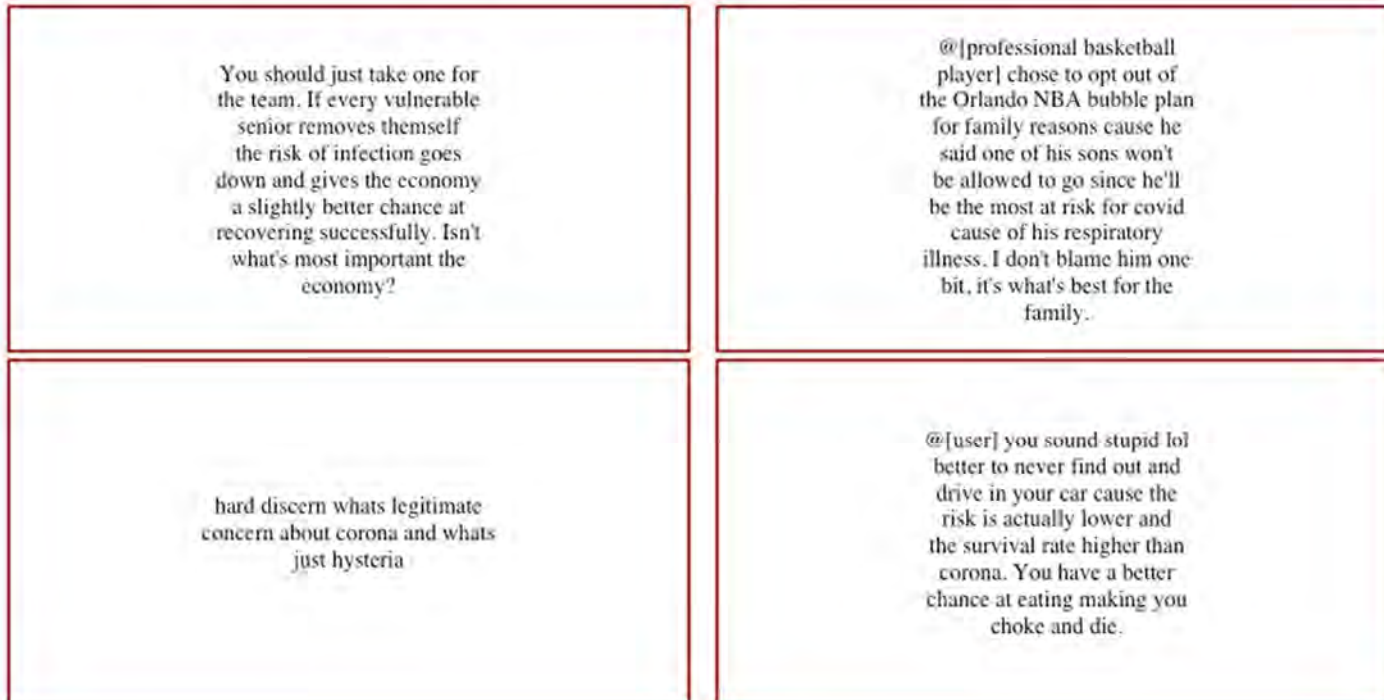 You should just take one for
the team. If every vulnerable
senior removes themself
the risk of infection goes
down and gives the economy
a slightly better chance at
recovering successfully. Isn't
what's most important the
economy?
@[professional basketball
player] chose to opt out of
the Orlando NBA bubble plan
for family reasons cause he
said one of his sons won't
be allowed to go since he'll
be the most at risk for covid
cause of his respiratory
illness. I don't blame him one
bit, it's what's best for the
family.
hard discern whats legitimate
concern about corona and whats
just hysteria
@[user] you sound stupid lol
better to never find out and
drive in your car cause the
risk is actually lower and
the survival rate higher than
corona. You have a better
chance at eating making you
choke and die.